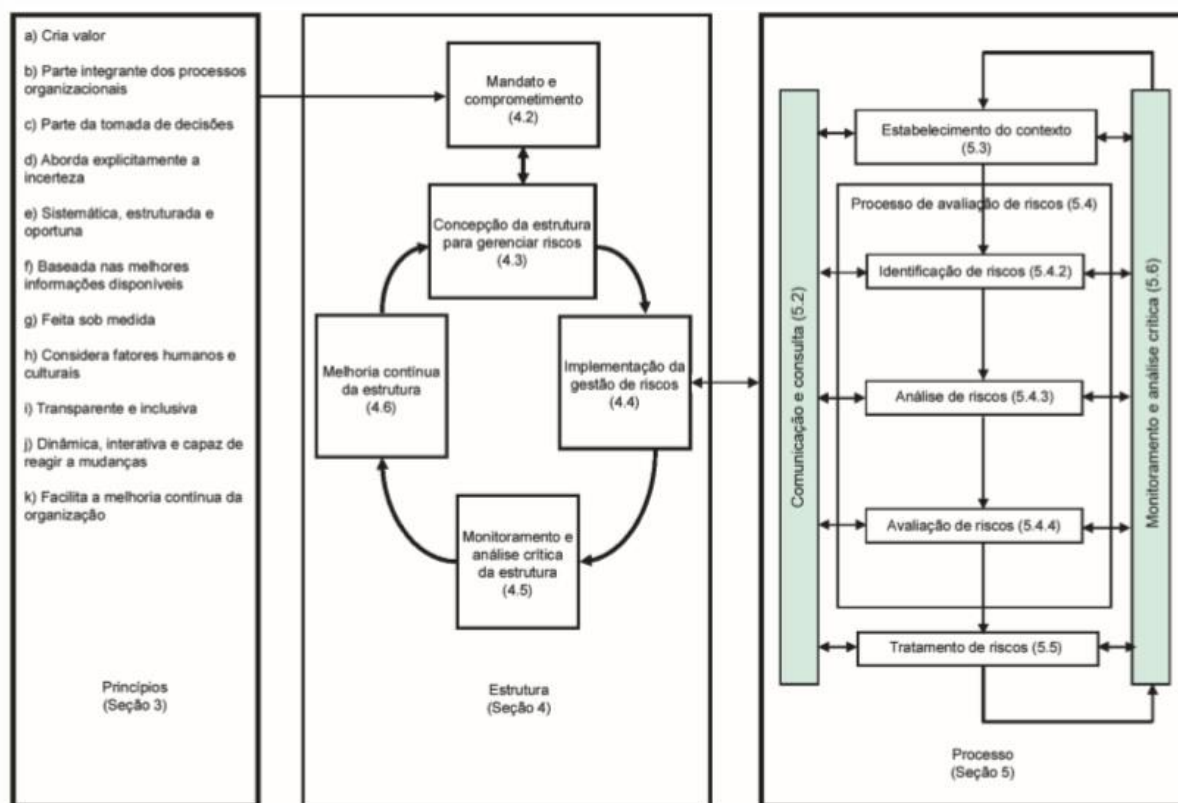 a) Cria valor
b) Parte integrante dos processos
organizacionais
c) Parte da tomada de decisões
d) Aborda explicitamente a
incerteza
e) Sistemática, estruturada e
oportuna
f) Baseada nas melhores
informações disponíveis
g) Feita sob medida
h) Considera fatores humanos e
culturais
i) Transparente e inclusiva
j) Dinâmica, interativa e capaz de
reagir a mudanças
k) Facilita a melhoria contínua da
organização
Princípios
(Seção 3)
Mandato e
comprometimento
(4.2)
Concepção da estrutura
para gerenciar riscos
(4.3)
Melhoria contínua
da estrutura
(4.6)
Implementação da
gestão de riscos
(4.4)
Monitoramento e
análise crítica
da estrutura
(4.5)
Estrutura
(Seção 4)
Comunicação e consulta (5.2)
Estabelecimento do contexto
(5.3)
Processo de avaliação de riscos (5.4)
Identificação de riscos (5.4.2)
Análise de riscos (5.4.3)
Avaliação de riscos (5.4.4)
Tratamento de riscos (5.5)
Monitoramento e análise crítica (5.6)
Processo
(Seção 5)